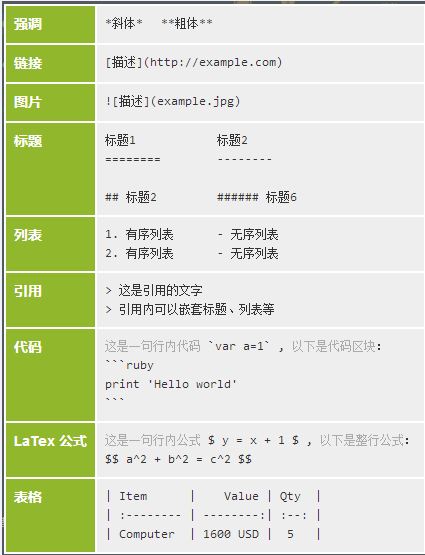 强调 *斜体* **粗体**
链接 [描述](http://example.com)
图片 ![描述](example.jpg)
标题 标题1 标题2
======== --------
## 标题2 ###### 标题6
列表 1. 有序列表 - 无序列表
2. 有序列表 - 无序列表
引用 > 这是引用的文字
> 引用内可以嵌套标题、列表等
代码 这是一句行内代码 `var a=1` , 以下是代码区块:
```ruby
print 'Hello world'
```
LaTex 公式 这是一句行内公式 $ y = x + 1 $ , 以下是整行公式:
$$ a^2 + b^2 = c^2 $$
表格 | Item | Value | Qty |
| :-------- | --------:| :--: |
| Computer | 1600 USD | 5 |